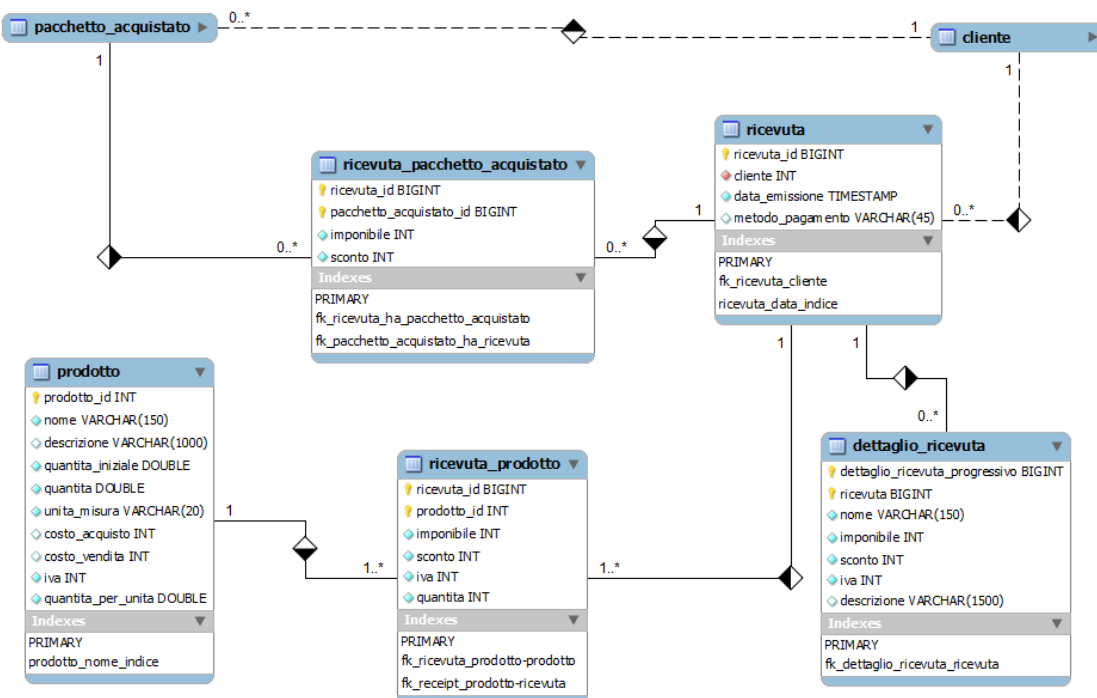 pacchetto_acquistato
0..*
1
cliente
1
1
ricevuta_pacchetto_acquistato
ricevuta_id BIGINT
pacchetto_acquistato_id BIGINT
imponibile INT
sconto INT
Indexes
PRIMARY
fk_ricevuta_ha_pacchetto_acquistato
fk_pacchetto_acquistato_ha_ricevuta
0..*
0..*
1
ricevuta
ricevuta_id BIGINT
cliente INT
data_emissione TIMESTAMP
metodo_pagamento VARCHAR(45)
Indexes
PRIMARY
fk_ricevuta_cliente
ricevuta_data_indice
0..*
1
1
0..*
prodotto
prodotto_id INT
nome VARCHAR(150)
descrizione VARCHAR(1000)
quantita_iniziale DOUBLE
quantita DOUBLE
unita_misura VARCHAR(20)
costo_acquisto INT
costo_vendita INT
iva INT
quantita_per_unita DOUBLE
Indexes
PRIMARY
prodotto_nome_indice
1
1..*
ricevuta_prodotto
ricevuta_id BIGINT
prodotto_id INT
imponibile INT
sconto INT
iva INT
quantita INT
Indexes
PRIMARY
fk_ricevuta_prodotto-prodotto
fk_receipt_prodotto-ricevuta
1..*
dettaglio_ricevuta
dettaglio_ricevuta_progressivo BIGINT
ricevuta BIGINT
nome VARCHAR(150)
imponibile INT
sconto INT
iva INT
descrizione VARCHAR(1500)
Indexes
PRIMARY
fk_dettaglio_ricevuta_ricevuta